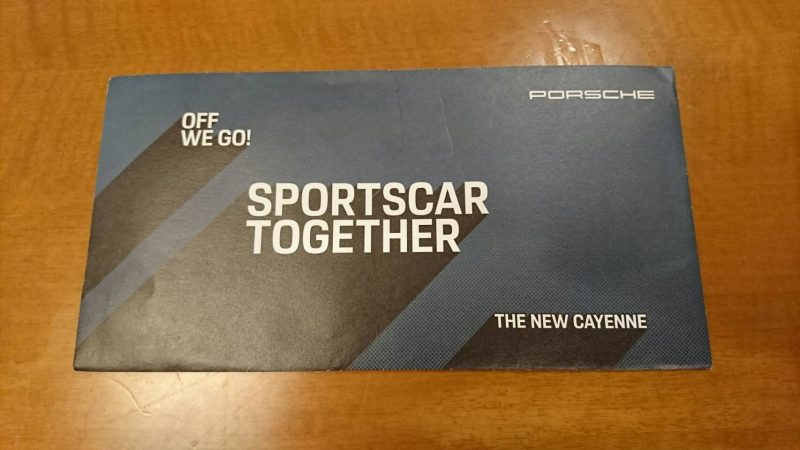 PORSCHE
OFF
WE GO!
SPORTSCAR
TOGETHER
THE NEW CAYENNE